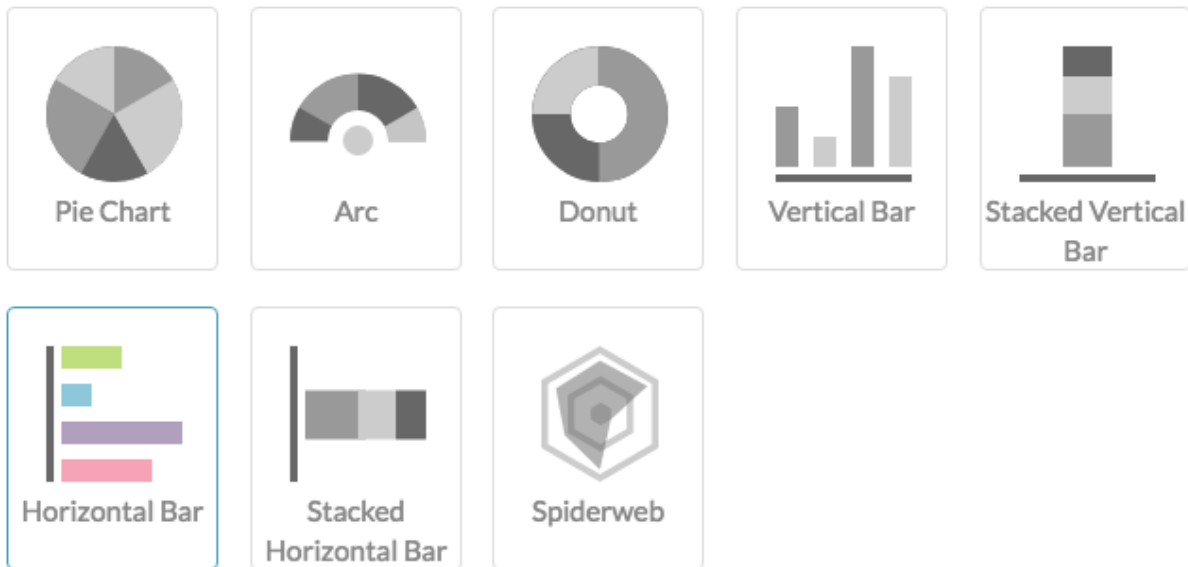 Pie Chart
Arc
Donut
Vertical Bar
Stacked Vertical
Bar
Horizontal Bar
Stacked
Horizontal Bar
Spiderweb